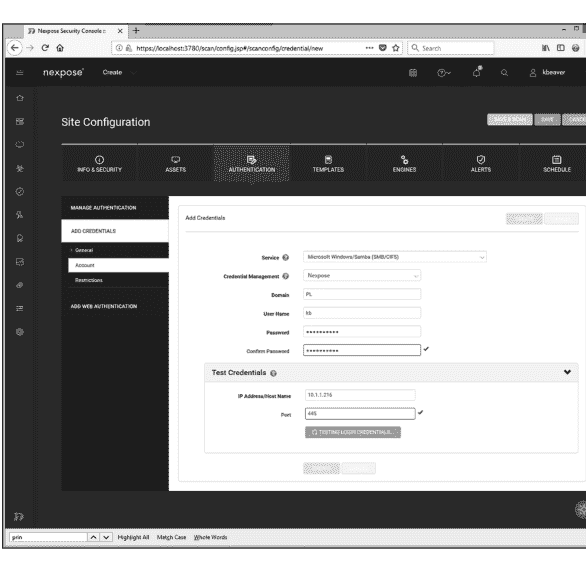 Nexpose Security Console ::
https://localhost:3780/scan/config.jsp#/scanconfig/credential/new
Search
nexpose Create kbeaver
Site Configuration
SAVE & SCAN SAVE CANCE
INFO & SECURITY ASSETS AUTHENTICATION TEMPLATES ENGINES ALERTS SCHEDULE
MANAGE AUTHENTICATION
ADD CREDENTIALS
General
Account
Restrictions
ADD WEB AUTHENTICATION
Add Credentials
Service Microsoft Windows/Samba (SMB/CIFS)
Credential Management Nexpose
Domain PL
User Name kb
Password ••••••••••
Confirm Password ••••••••••
Test Credentials
IP Address/Host Name 10.1.1.216
Port 445
TESTING LOGIN CREDENTIALS...
prin Highlight All Match Case Whole Words